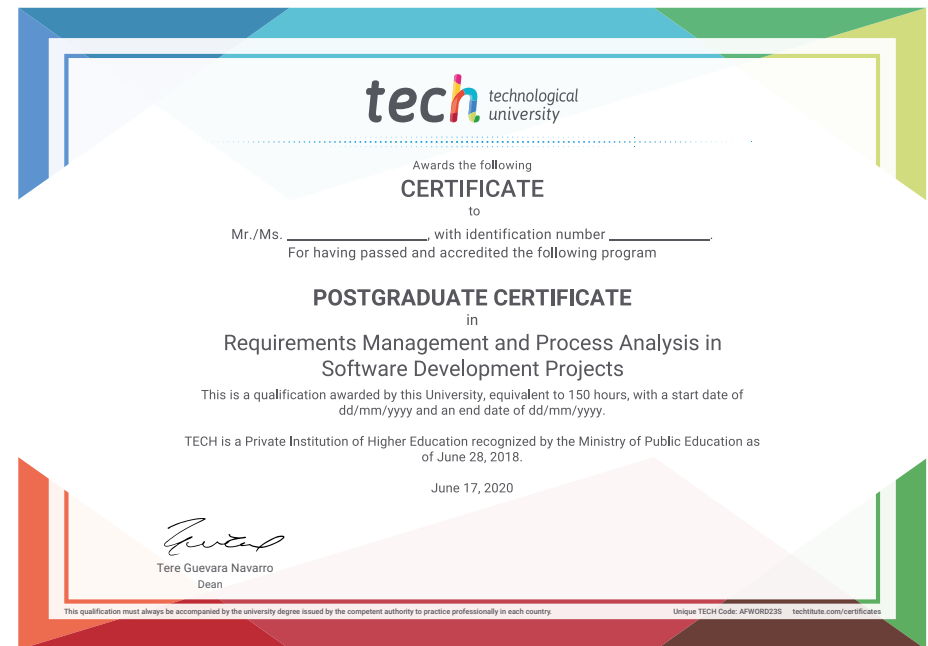 tech technological
university
Awards the following
CERTIFICATE
to
Mr./Ms. ____________________, with identification number ______________.
For having passed and accredited the following program
POSTGRADUATE CERTIFICATE
in
Requirements Management and Process Analysis in
Software Development Projects
This is a qualification awarded by this University, equivalent to 150 hours, with a start date of
dd/mm/yyyy and an end date of dd/mm/yyyy.
TECH is a Private Institution of Higher Education recognized by the Ministry of Public Education as
of June 28, 2018.
June 17, 2020
Tere Guevara Navarro
Dean
This qualification must always be accompanied by the university degree issued by the competent authority to practice professionally in each country. Unique TECH Code: AFWORD23S techtitute.com/certificates